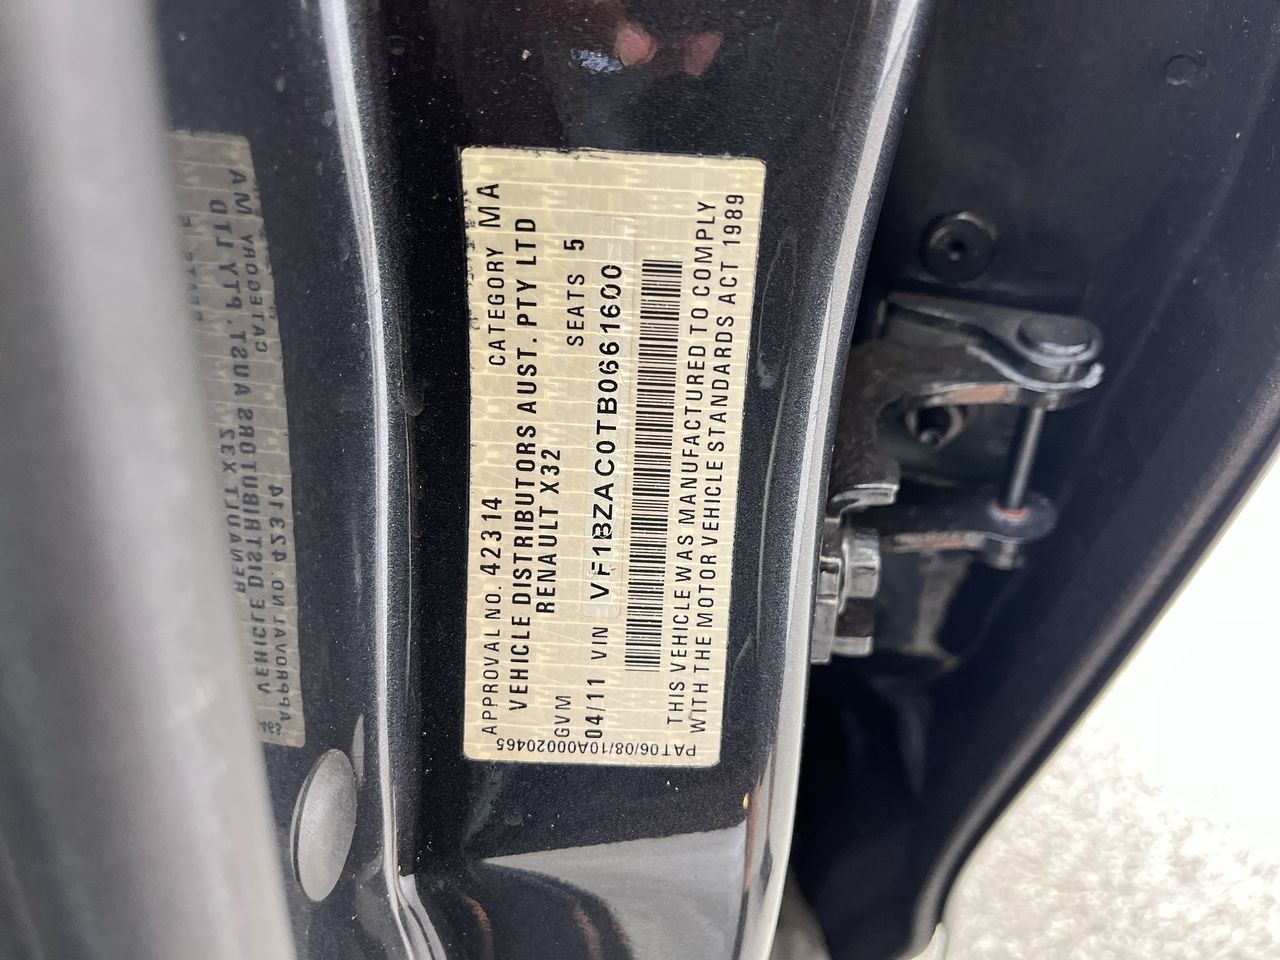 APPROVAL NO. 42314 CATEGORY MA
VEHICLE DISTRIBUTORS AUST. PTY LTD
RENAULT X32
GVM SEATS 5
04/11 VIN VF1BZAC0TB0661600
THIS VEHICLE WAS MANUFACTURED TO COMPLY
WITH THE MOTOR VEHICLE STANDARDS ACT 1989
PAT06/08/10A00020465